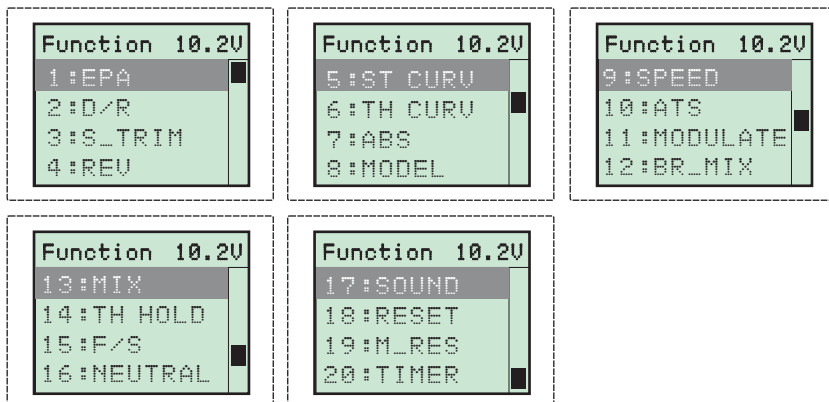 Function 10.2V
1:EPA
2:D/R
3:S_TRIM
4:REV
Function 10.2V
5:ST CURV
6:TH CURV
7:ABS
8:MODEL
Function 10.2V
9:SPEED
10:ATS
11:MODULATE
12:BR_MIX
Function 10.2V
13:MIX
14:TH HOLD
15:F/S
16:NEUTRAL
Function 10.2V
17:SOUND
18:RESET
19:M_RES
20:TIMER